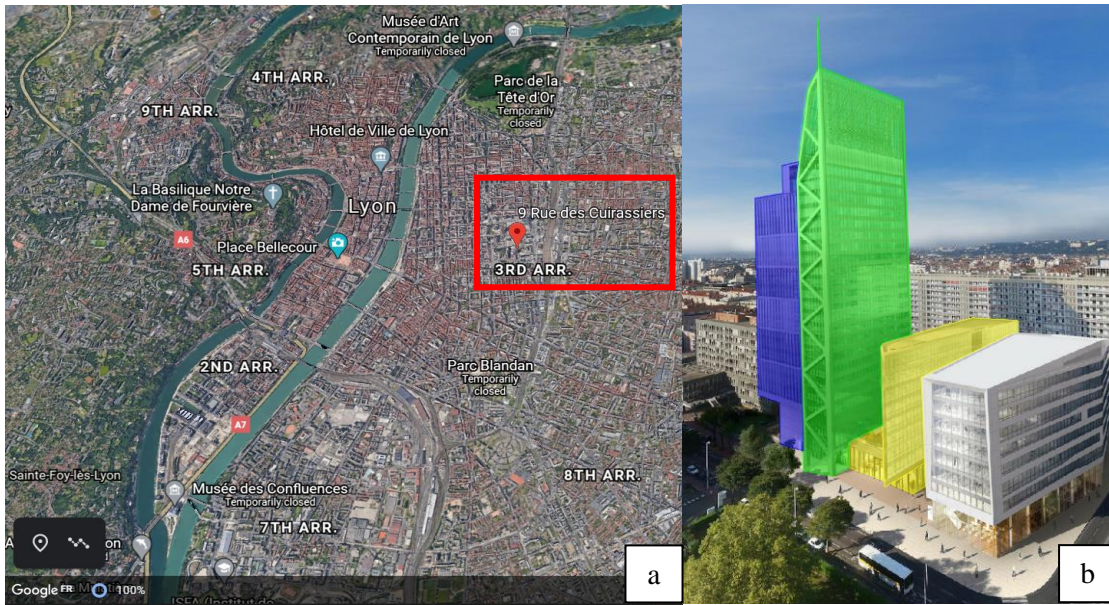 Musée d'Art
Contemporain de Lyon
Temporarily closed
4TH ARR.
Parc de la
Tête d'Or
Temporarily
closed
9TH ARR.
Hôtel de Ville de Lyon
La Basilique Notre
Dame de Fourvière
Lyon
9 Rue des Cuirassiers
A6
Place Bellecour
5TH ARR.
3RD ARR.
2ND ARR.
Parc Blandan
Temporarily
closed
A7
Sainte-Foy-lès-Lyon
8TH ARR.
Musée des Confluences
Temporarily closed
7TH ARR.
Google FR
100%
ISFA (Institut de
a
b